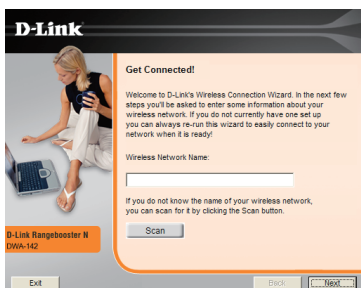 D-Link
Get Connected!
Welcome to D-Link's Wireless Connection Wizard. In the next few
steps you'll be asked to enter some information about your
wireless network. If you do not currently have one set up
you can always re-run this wizard to easily connect to your
network when it is ready!
Wireless Network Name:
If you do not know the name of your wireless network,
you can scan for it by clicking the Scan button.
Scan
D-Link Rangebooster N
DWA-142
Exit
Back
Next